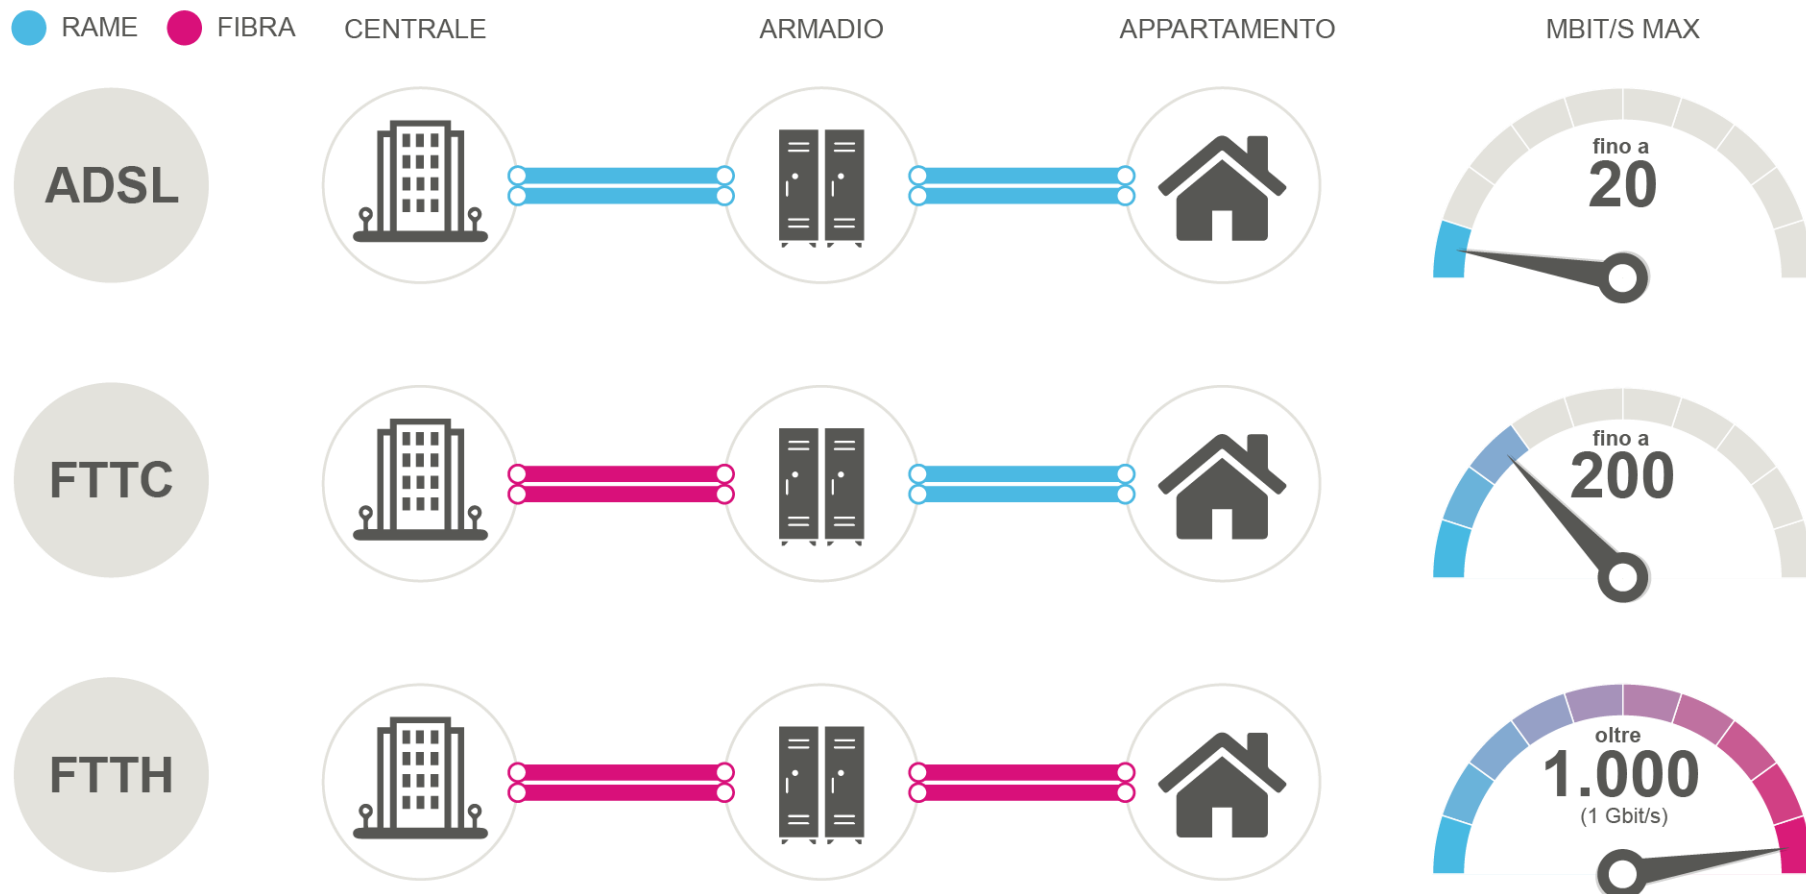 RAME FIBRA CENTRALE ARMADIO APPARTAMENTO MBIT/S MAX
ADSL
fino a
20
FTTC
fino a
200
FTTH
oltre
1.000
(1 Gbit/s)